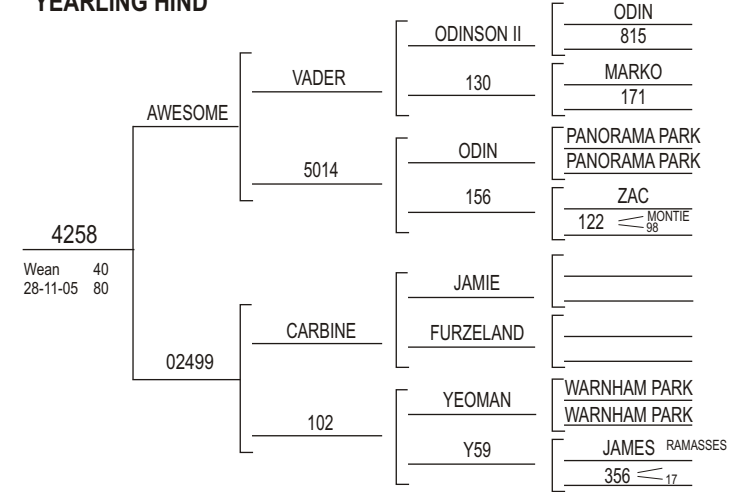 YEARLING HIND
4258
Wean 40
28-11-05 80
AWESOME
02499
VADER
5014
CARBINE
102
ODINSON II
130
ODIN
156
JAMIE
FURZELAND
YEOMAN
Y59
ODIN
815
MARKO
171
PANORAMA PARK
PANORAMA PARK
ZAC
122 MONTIE
98
WARNHAM PARK
WARNHAM PARK
JAMES RAMASSES
356 17